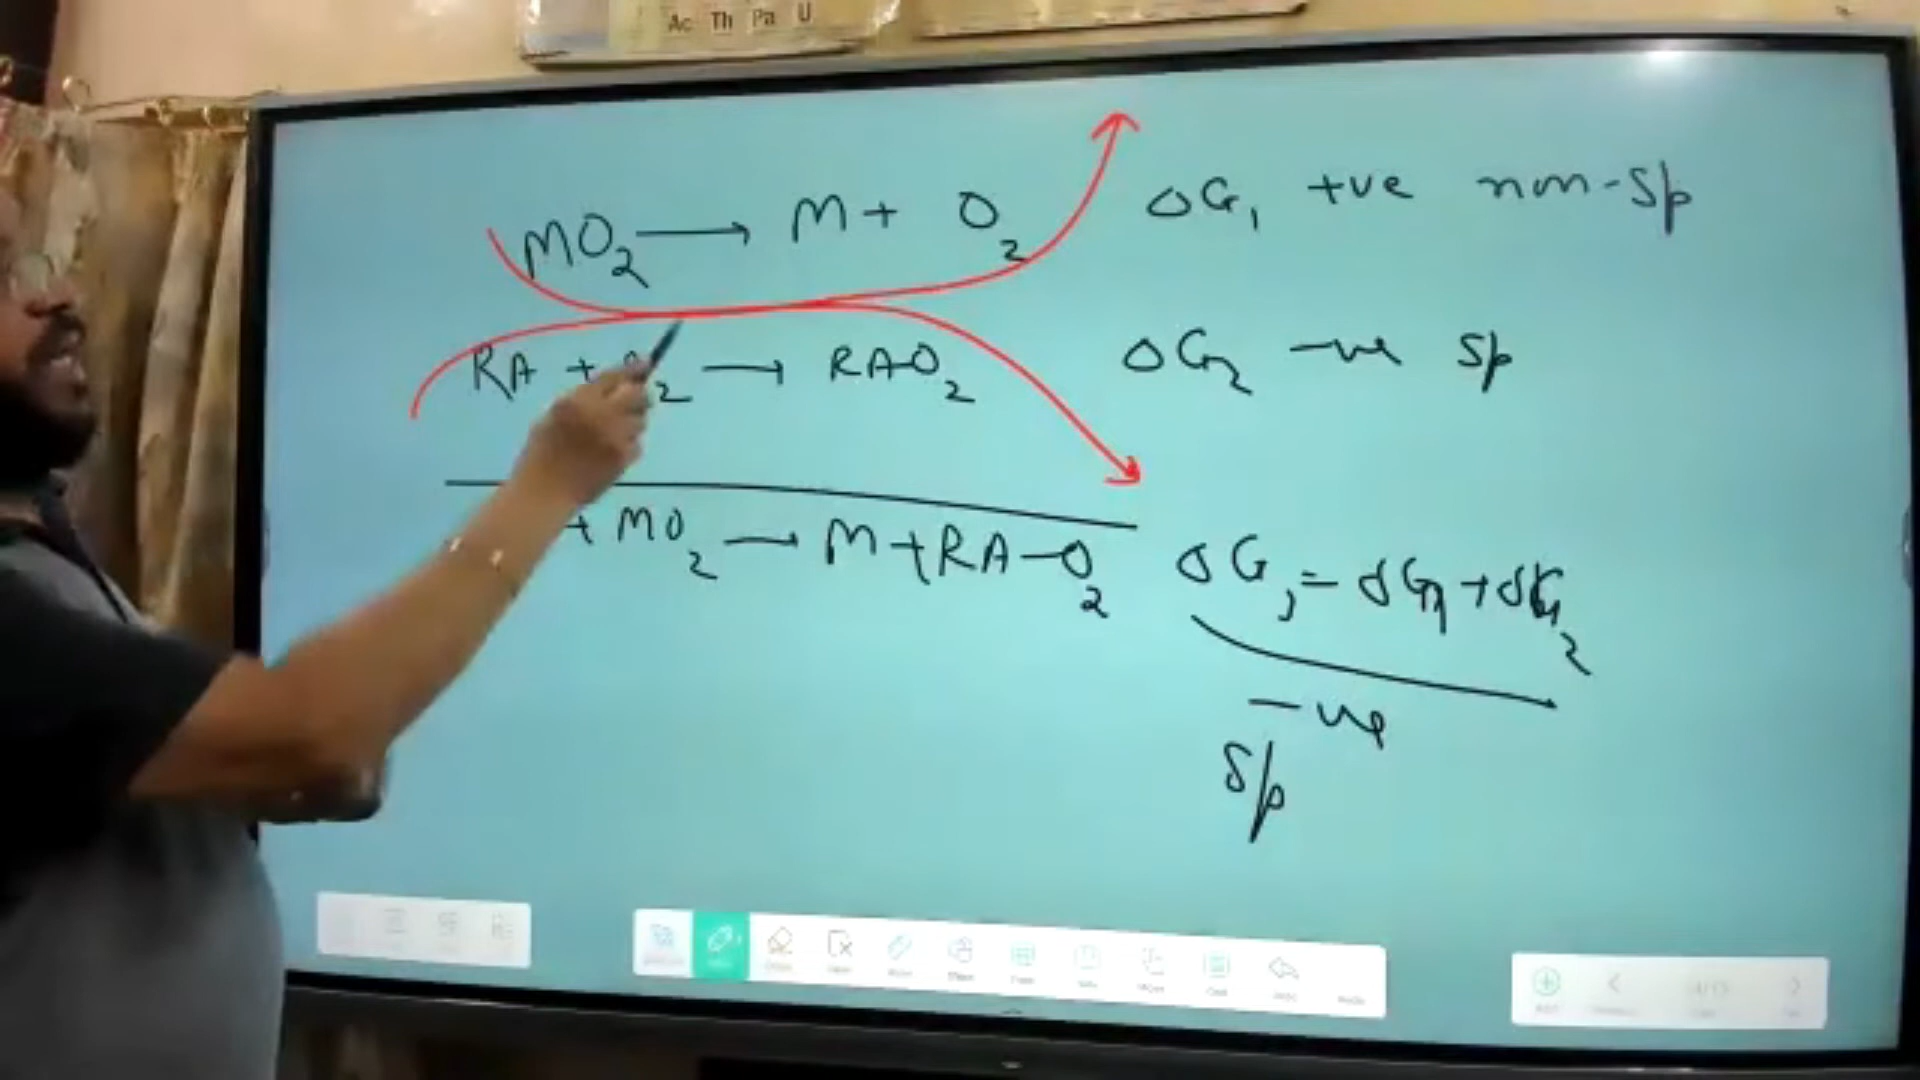 Ac Th Pa U
MO₂ → M + O₂ ΔG₁ +ve non-Sp
RA + O₂ → RAO₂ ΔG₂ -ve Sp
+ MO₂ → M + RA-O₂ ΔG₃ = ΔG₁ + ΔG₂
-ve
Sp